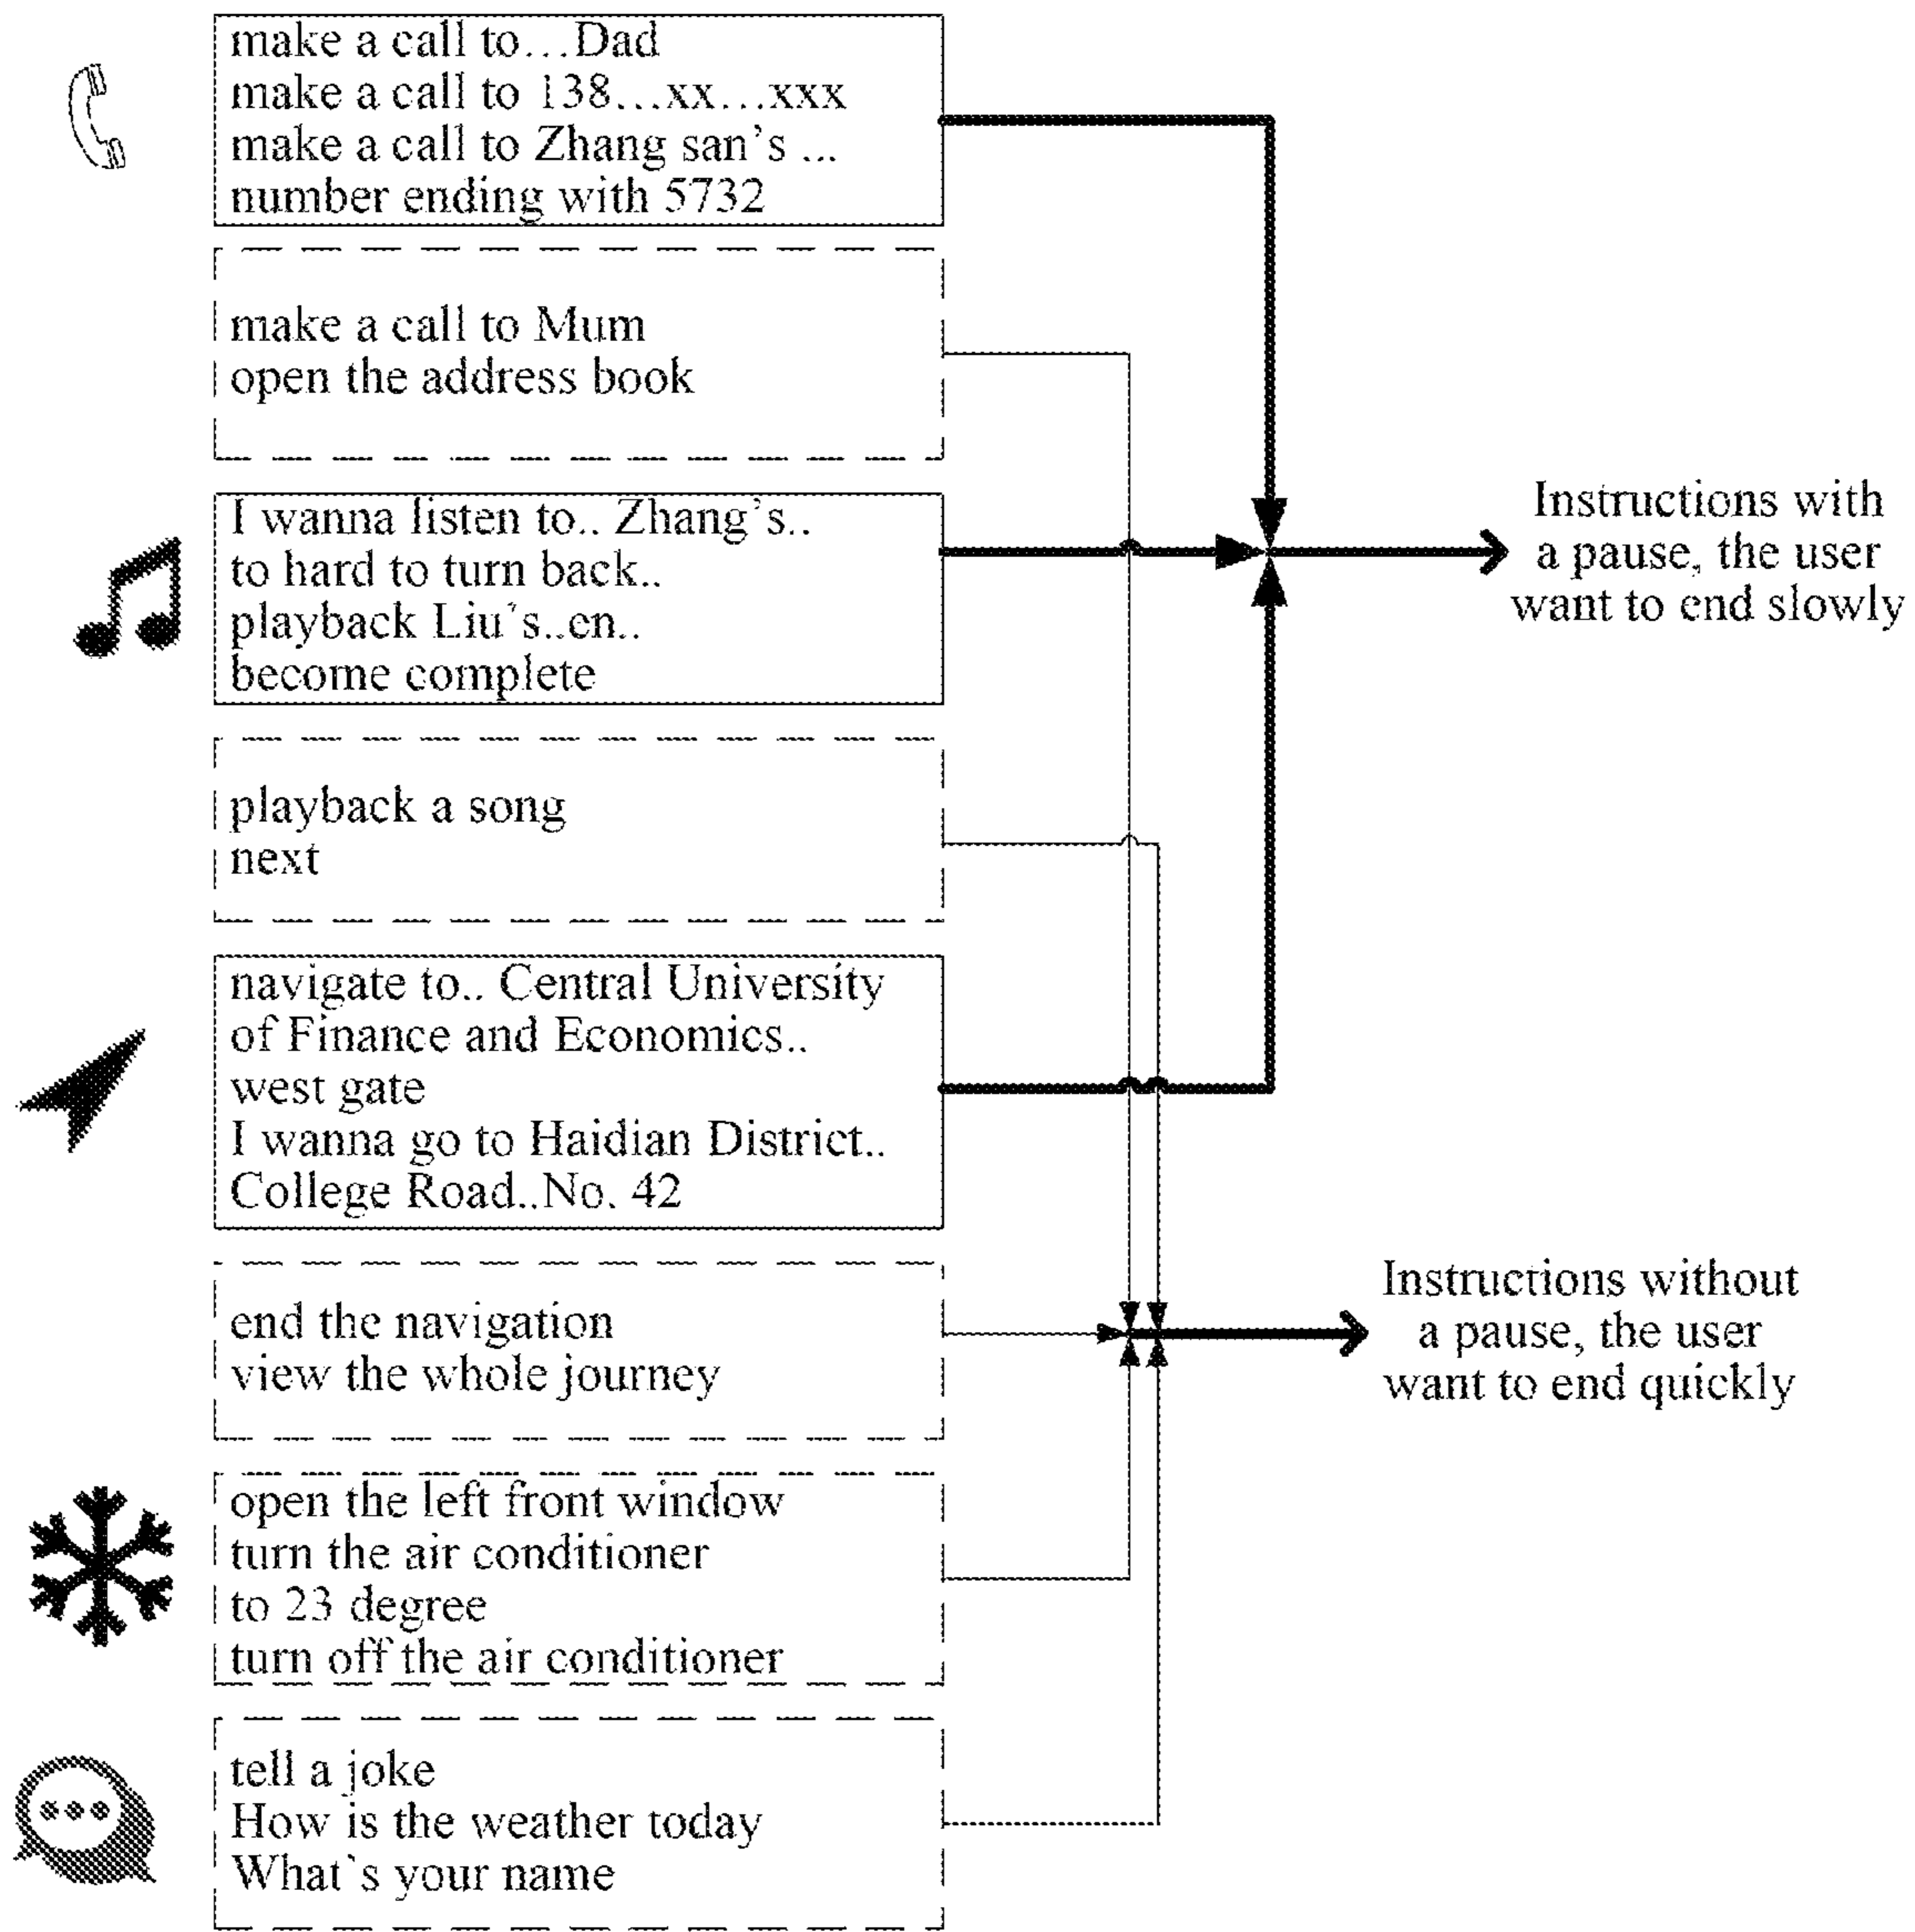 make a call to...Dad
make a call to 138...xx...xxx
make a call to Zhang san's ...
number ending with 5732
make a call to Mum
open the address book
I wanna listen to.. Zhang's..
to hard to turn back..
playback Liu's..en..
become complete
Instructions with
a pause, the user
want to end slowly
playback a song
next
navigate to.. Central University
of Finance and Economics..
west gate
I wanna go to Haidian District..
College Road..No. 42
end the navigation
view the whole journey
Instructions without
a pause, the user
want to end quickly
open the left front window
turn the air conditioner
to 23 degree
turn off the air conditioner
tell a joke
How is the weather today
What`s your name